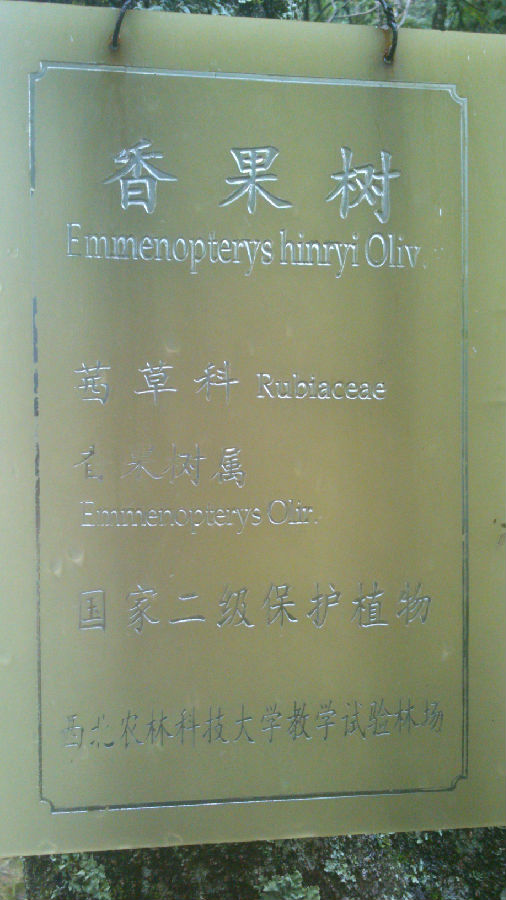 香果树
Emmenopterys hinryi Oliv.
茜草科 Rubiaceae
香果树属
Emmenopterys Olir.
国家二级保护植物
西北农林科技大学教学试验林场